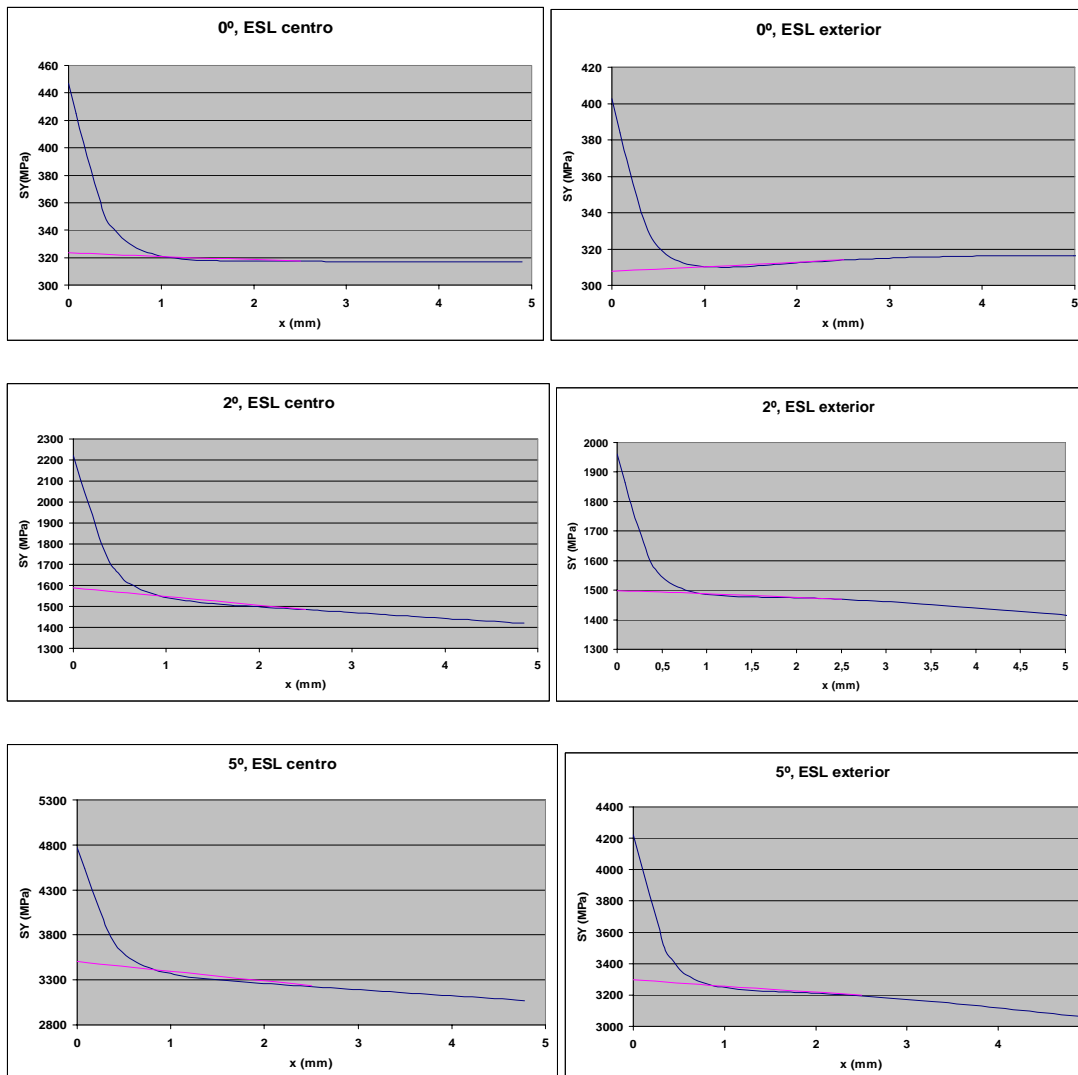 0º, ESL centro
460
440
420
400
380
360
340
320
300
SY(MPa)
0 1 2 3 4 5
x (mm)
0º, ESL exterior
420
400
380
360
340
320
300
SY (MPa)
0 1 2 3 4 5
x (mm)
2º, ESL centro
2300
2200
2100
2000
1900
1800
1700
1600
1500
1400
1300
SY (MPa)
0 1 2 3 4 5
x (mm)
2º, ESL exterior
2000
1900
1800
1700
1600
1500
1400
1300
SY (MPa)
0 0,5 1 1,5 2 2,5 3 3,5 4 4,5 5
x (mm)
5º, ESL centro
5300
4800
4300
3800
3300
2800
SY (MPa)
0 1 2 3 4 5
x (mm)
5º, ESL exterior
4400
4200
4000
3800
3600
3400
3200
3000
SY (MPa)
0 1 2 3 4
x (mm)